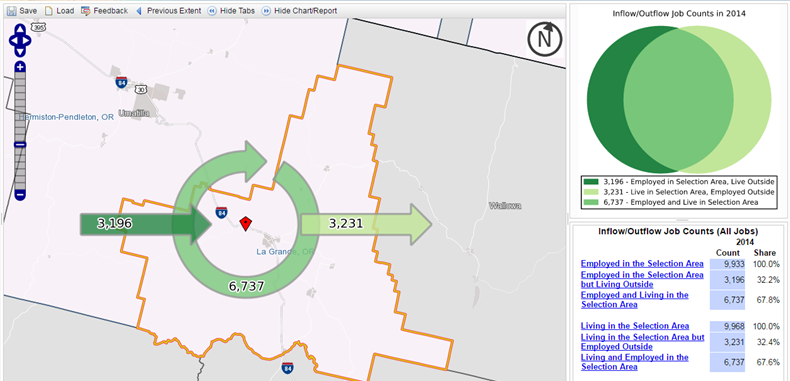 Save Load Feedback Previous Extent Hide Tabs Hide Chart/Report
395
N
84
30
Umatilla
Hermiston-Pendleton, OR
Wallowa
84
3,196
3,231
La Grande, OR
6,737
84
Inflow/Outflow Job Counts in 2014
3,196 - Employed in Selection Area, Live Outside
3,231 - Live in Selection Area, Employed Outside
6,737 - Employed and Live in Selection Area
Inflow/Outflow Job Counts (All Jobs)
2014
Count Share
Employed in the Selection Area 9,933 100.0%
Employed in the Selection Area
but Living Outside 3,196 32.2%
Employed and Living in the
Selection Area 6,737 67.8%
Living in the Selection Area 9,968 100.0%
Living in the Selection Area but
Employed Outside 3,231 32.4%
Living and Employed in the
Selection Area 6,737 67.6%